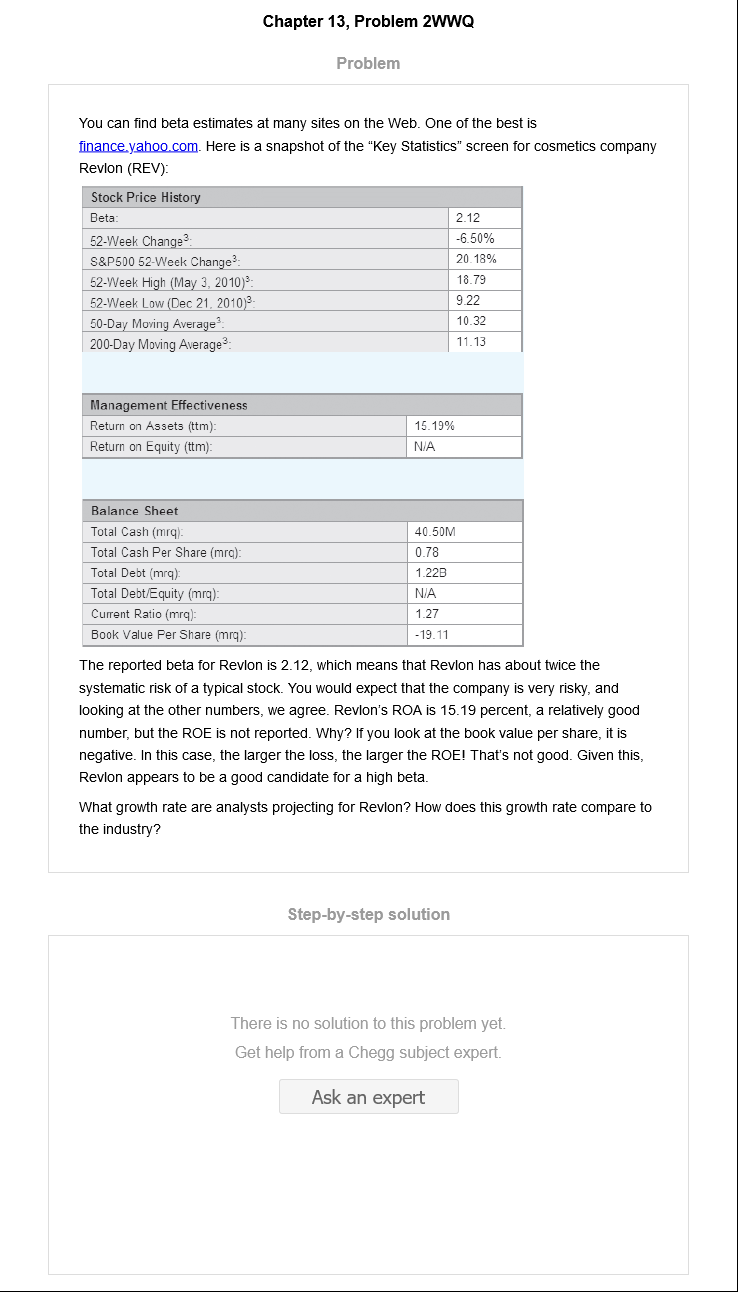 Chapter 13, Problem 2WWQ
Problem
You can find beta estimates at many sites on the Web. One of the best is
finance.yahoo.com. Here is a snapshot of the “Key Statistics” screen for cosmetics company
Revlon (REV):
Stock Price History
Beta: 2.12
52-Week Change³: -6.50%
S&P500 52-Week Change³: 20.18%
52-Week High (May 3, 2010)³: 18.79
52-Week Low (Dec 21, 2010)³: 9.22
50-Day Moving Average³: 10.32
200-Day Moving Average³: 11.13
Management Effectiveness
Return on Assets (ttm): 15.19%
Return on Equity (ttm): N/A
Balance Sheet
Total Cash (mrq): 40.50M
Total Cash Per Share (mrq): 0.78
Total Debt (mrq): 1.22B
Total Debt/Equity (mrq): N/A
Current Ratio (mrq): 1.27
Book Value Per Share (mrq): -19.11
The reported beta for Revlon is 2.12, which means that Revlon has about twice the
systematic risk of a typical stock. You would expect that the company is very risky, and
looking at the other numbers, we agree. Revlon’s ROA is 15.19 percent, a relatively good
number, but the ROE is not reported. Why? If you look at the book value per share, it is
negative. In this case, the larger the loss, the larger the ROE! That’s not good. Given this,
Revlon appears to be a good candidate for a high beta.
What growth rate are analysts projecting for Revlon? How does this growth rate compare to
the industry?
Step-by-step solution
There is no solution to this problem yet.
Get help from a Chegg subject expert.
Ask an expert